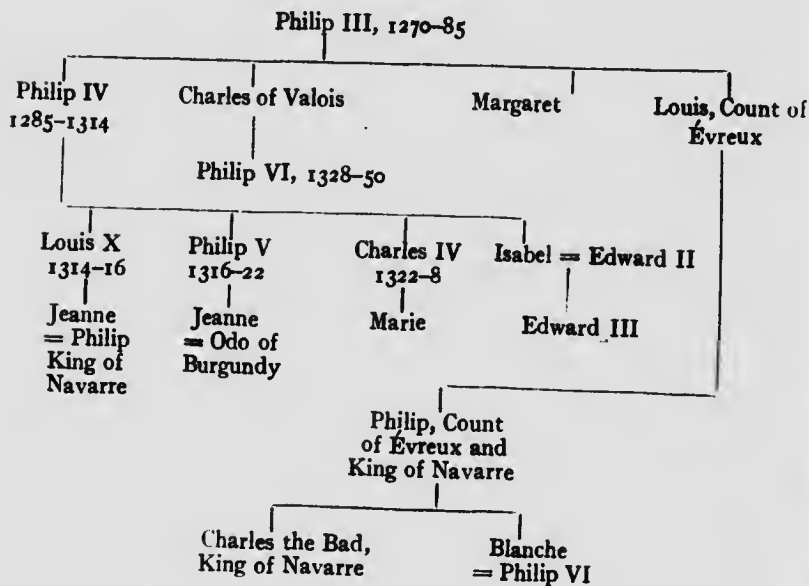 Philip III, 1270–85
Philip IV
1285–1314
Charles of Valois
Margaret
Louis, Count of
Évreux
Philip VI, 1328–50
Louis X
1314–16
Philip V
1316–22
Charles IV
1322–8
Isabel = Edward II
Jeanne
= Philip
King of
Navarre
Jeanne
= Odo of
Burgundy
Marie
Edward III
Philip, Count
of Évreux and
King of Navarre
Charles the Bad,
King of Navarre
Blanche
= Philip VI